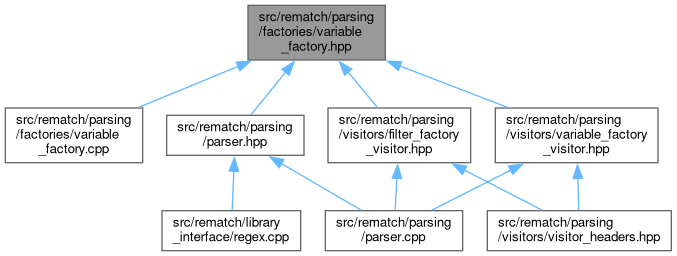 src/rematch/parsing
/factories/variable
_factory.hpp
src/rematch/parsing
/factories/variable
_factory.cpp
src/rematch/parsing
/parser.hpp
src/rematch/parsing
/visitors/filter_factory
_visitor.hpp
src/rematch/parsing
/visitors/variable_factory
_visitor.hpp
src/rematch/library
_interface/regex.cpp
src/rematch/parsing
/parser.cpp
src/rematch/parsing
/visitors/visitor_headers.hpp